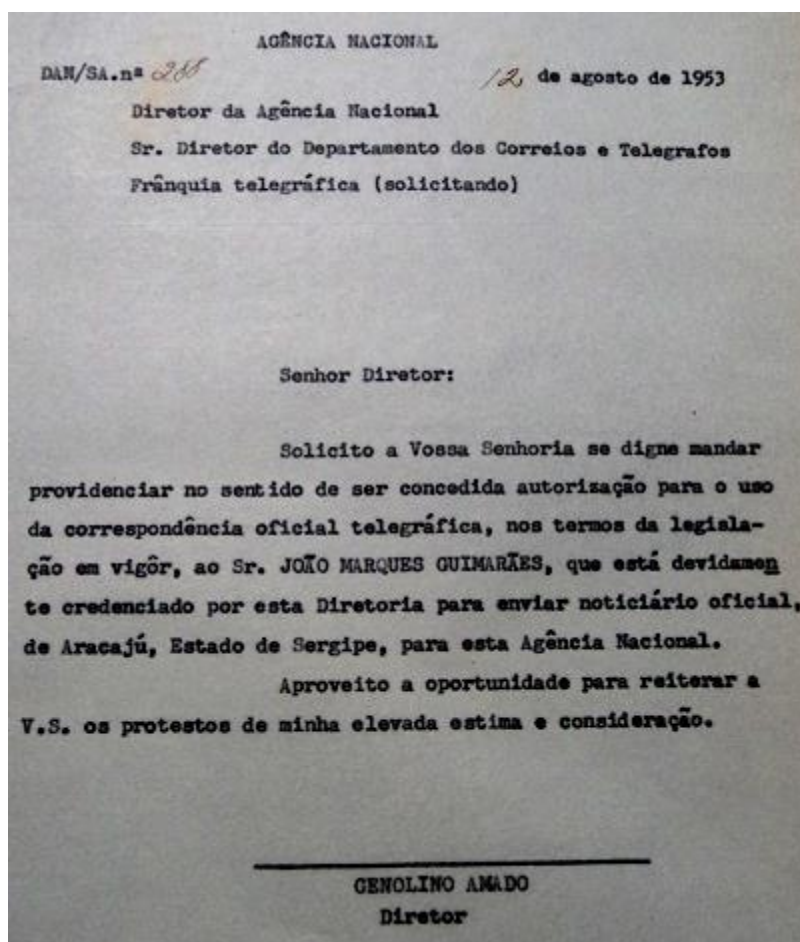 AGÊNCIA NACIONAL
DAN/SA.nº 288 12 de agosto de 1953
Diretor da Agência Nacional
Sr. Diretor do Departamento dos Correios e Telegrafos
Frânquia telegráfica (solicitando)
Senhor Diretor:
Solicito a Vossa Senhoria se digne mandar
providenciar no sentido de ser concedida autorização para o uso
da correspondência oficial telegráfica, nos termos da legisla-
ção em vigôr, ao Sr. JOÃO MARQUES GUIMARÃES, que está devidamen
te credenciado por esta Diretoria para enviar noticiário oficial,
de Aracajú, Estado de Sergipe, para esta Agência Nacional.
Aproveito a oportunidade para reiterar a
V.S. os protestos de minha elevada estima e consideração.
GENOLINO AMADO
Diretor